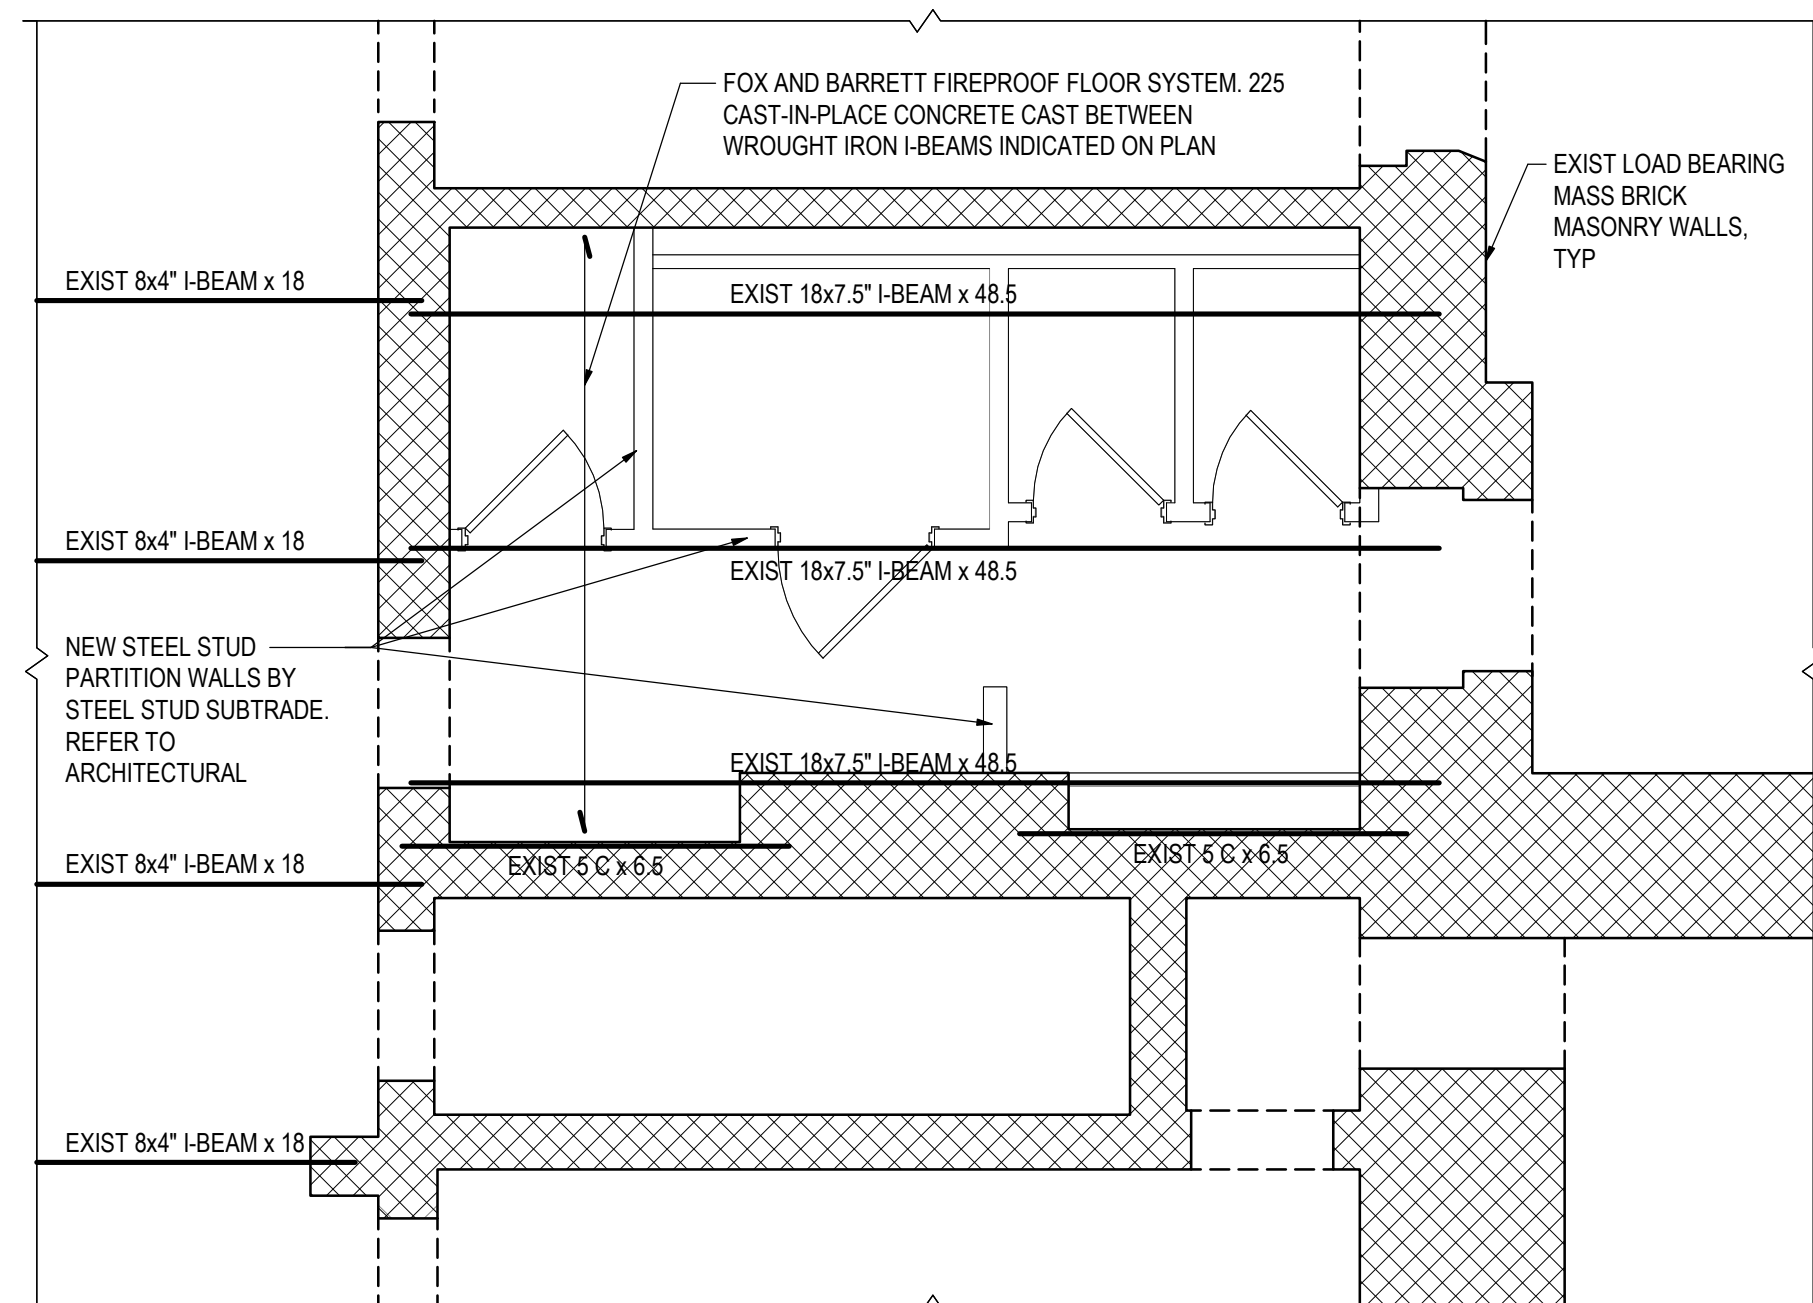 FOX AND BARRETT FIREPROOF FLOOR SYSTEM. 225
CAST-IN-PLACE CONCRETE CAST BETWEEN
WROUGHT IRON I-BEAMS INDICATED ON PLAN
EXIST LOAD BEARING
MASS BRICK
MASONRY WALLS,
TYP
EXIST 8x4" I-BEAM x 18
EXIST 18x7.5" I-BEAM x 48.5
EXIST 8x4" I-BEAM x 18
EXIST 18x7.5" I-BEAM x 48.5
NEW STEEL STUD
PARTITION WALLS BY
STEEL STUD SUBTRADE.
REFER TO
ARCHITECTURAL
EXIST 18x7.5" I-BEAM x 48.5
EXIST 8x4" I-BEAM x 18
EXIST 5 C x 6.5
EXIST 5 C x 6.5
EXIST 8x4" I-BEAM x 18